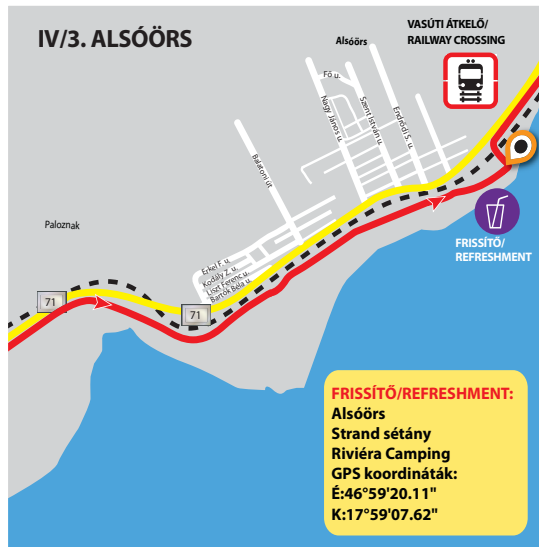 IV/3. ALSÓÖRS
Alsóörs
VASÚTI ÁTKELŐ/
RAILWAY CROSSING
Fő u.
Nagy János u.
Szent István u.
Endrődi S. u.
Balatoni út
Paloznak
Erkel F. u.
Kodály Z. u.
Liszt Ferenc u.
Bartók Béla u.
71
71
FRISSÍTŐ/
REFRESHMENT
FRISSÍTŐ/REFRESHMENT:
Alsóörs
Strand sétány
Riviéra Camping
GPS koordináták:
É:46°59'20.11"
K:17°59'07.62"